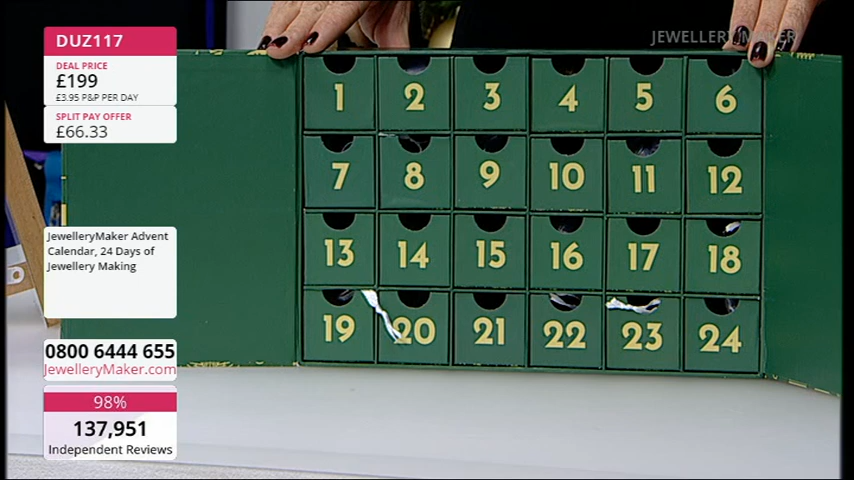 DUZ117
DEAL PRICE
£199
£3.95 P&P PER DAY
SPLIT PAY OFFER
£66.33
JewelleryMaker Advent
Calendar, 24 Days of
Jewellery Making
0800 6444 655
JewelleryMaker.com
98%
137,951
Independent Reviews
JEWELLERY MAKER
1 2 3 4 5 6
7 8 9 10 11 12
13 14 15 16 17 18
19 20 21 22 23 24